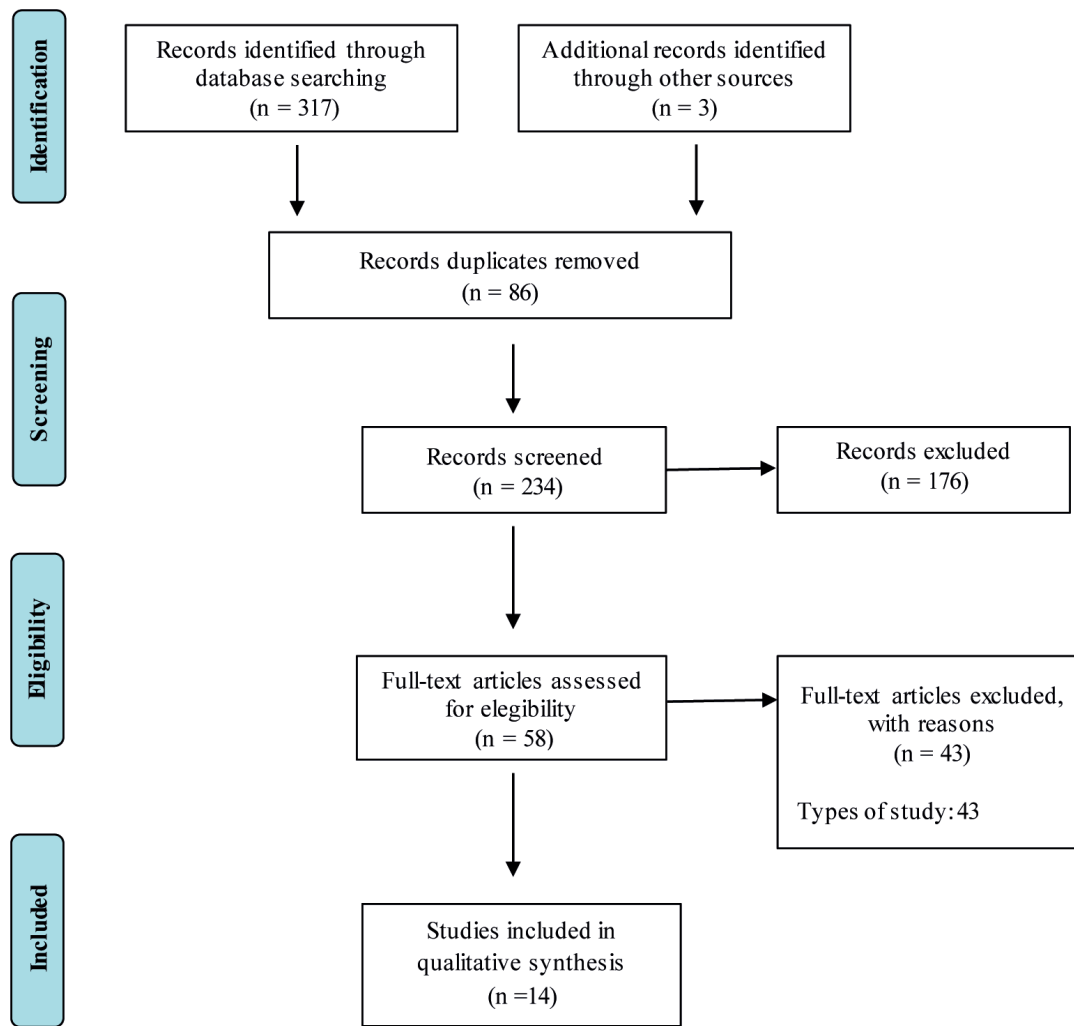 Identification
Records identified through
database searching
(n = 317)
Additional records identified
through other sources
(n = 3)
Records duplicates removed
(n = 86)
Screening
Records screened
(n = 234)
Records excluded
(n = 176)
Eligibility
Full-text articles assessed
for elegibility
(n = 58)
Full-text articles excluded,
with reasons
(n = 43)
Types of study: 43
Included
Studies included in
qualitative synthesis
(n =14)